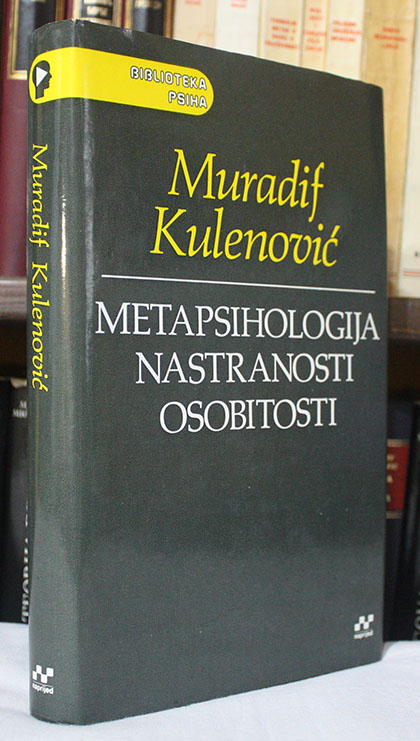 BIBLIOTEKA
PSIHA
Muradif
Kulenović
METAPSIHOLOGIJA
NASTRANOSTI
OSOBITOSTI
naprijed
Muradif Kulenović
naprijed